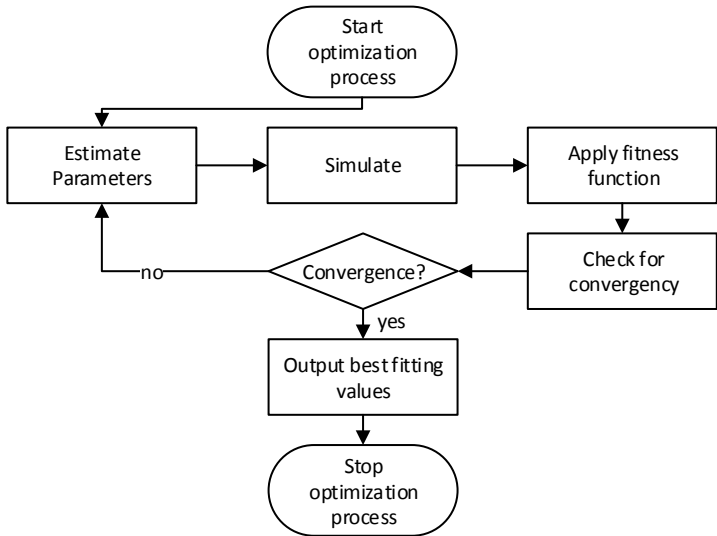 Start
optimization
process
Estimate
Parameters
Simulate
Apply fitness
function
Check for
convergency
Convergence?
no
yes
Output best fitting
values
Stop
optimization
process